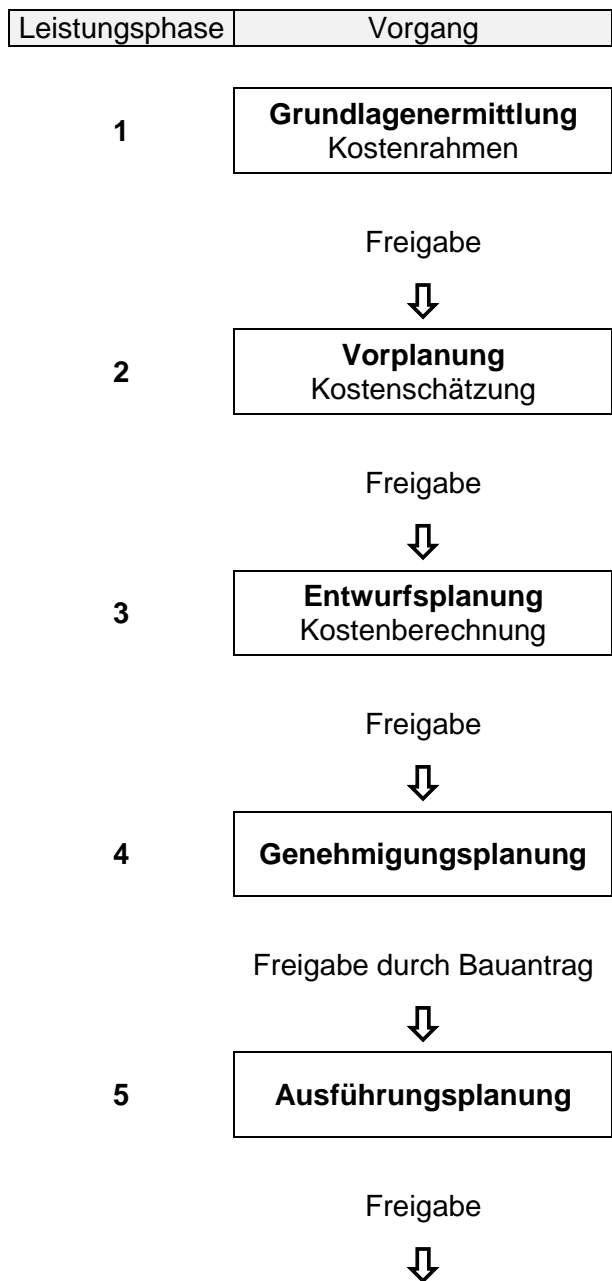 Leistungsphase Vorgang
1 Grundlagenermittlung
Kostenrahmen
Freigabe
2 Vorplanung
Kostenschätzung
Freigabe
3 Entwurfsplanung
Kostenberechnung
Freigabe
4 Genehmigungsplanung
Freigabe durch Bauantrag
5 Ausführungsplanung
Freigabe